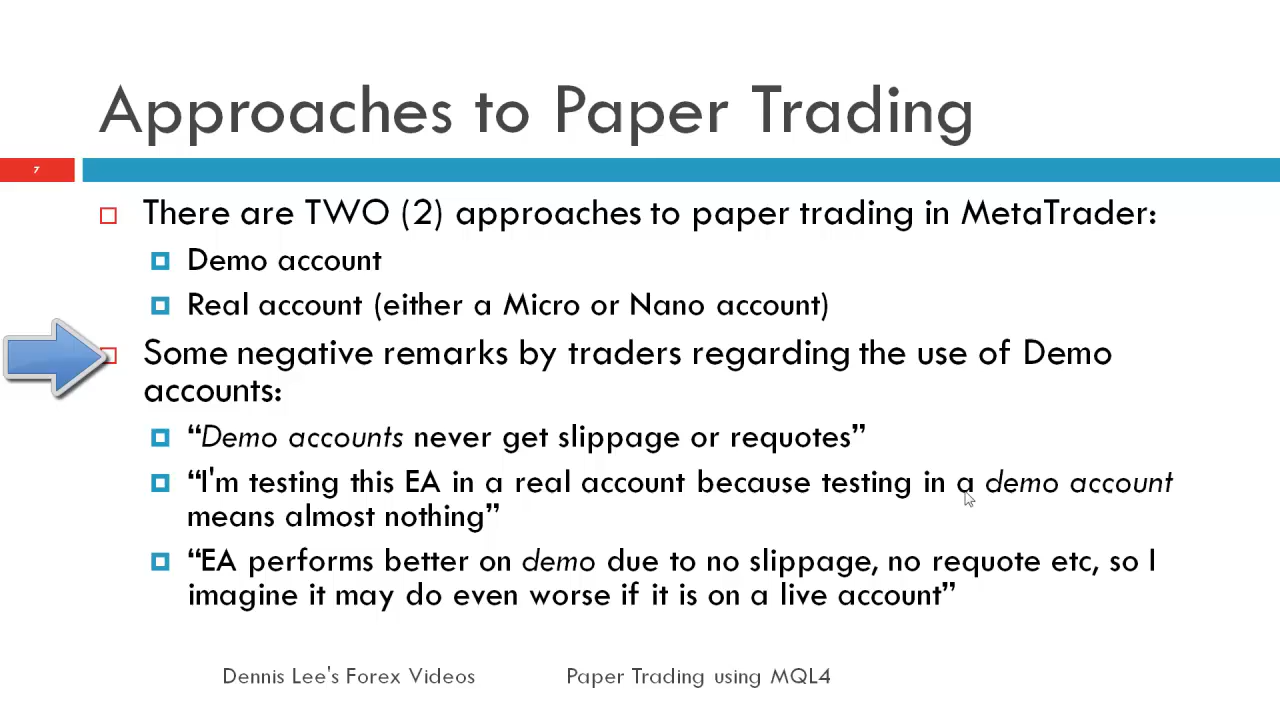 Approaches to Paper Trading
7
There are TWO (2) approaches to paper trading in MetaTrader:
Demo account
Real account (either a Micro or Nano account)
Some negative remarks by traders regarding the use of Demo
accounts:
“Demo accounts never get slippage or requotes”
“I'm testing this EA in a real account because testing in a demo account
means almost nothing”
“EA performs better on demo due to no slippage, no requote etc, so I
imagine it may do even worse if it is on a live account”
Dennis Lee's Forex Videos
Paper Trading using MQL4